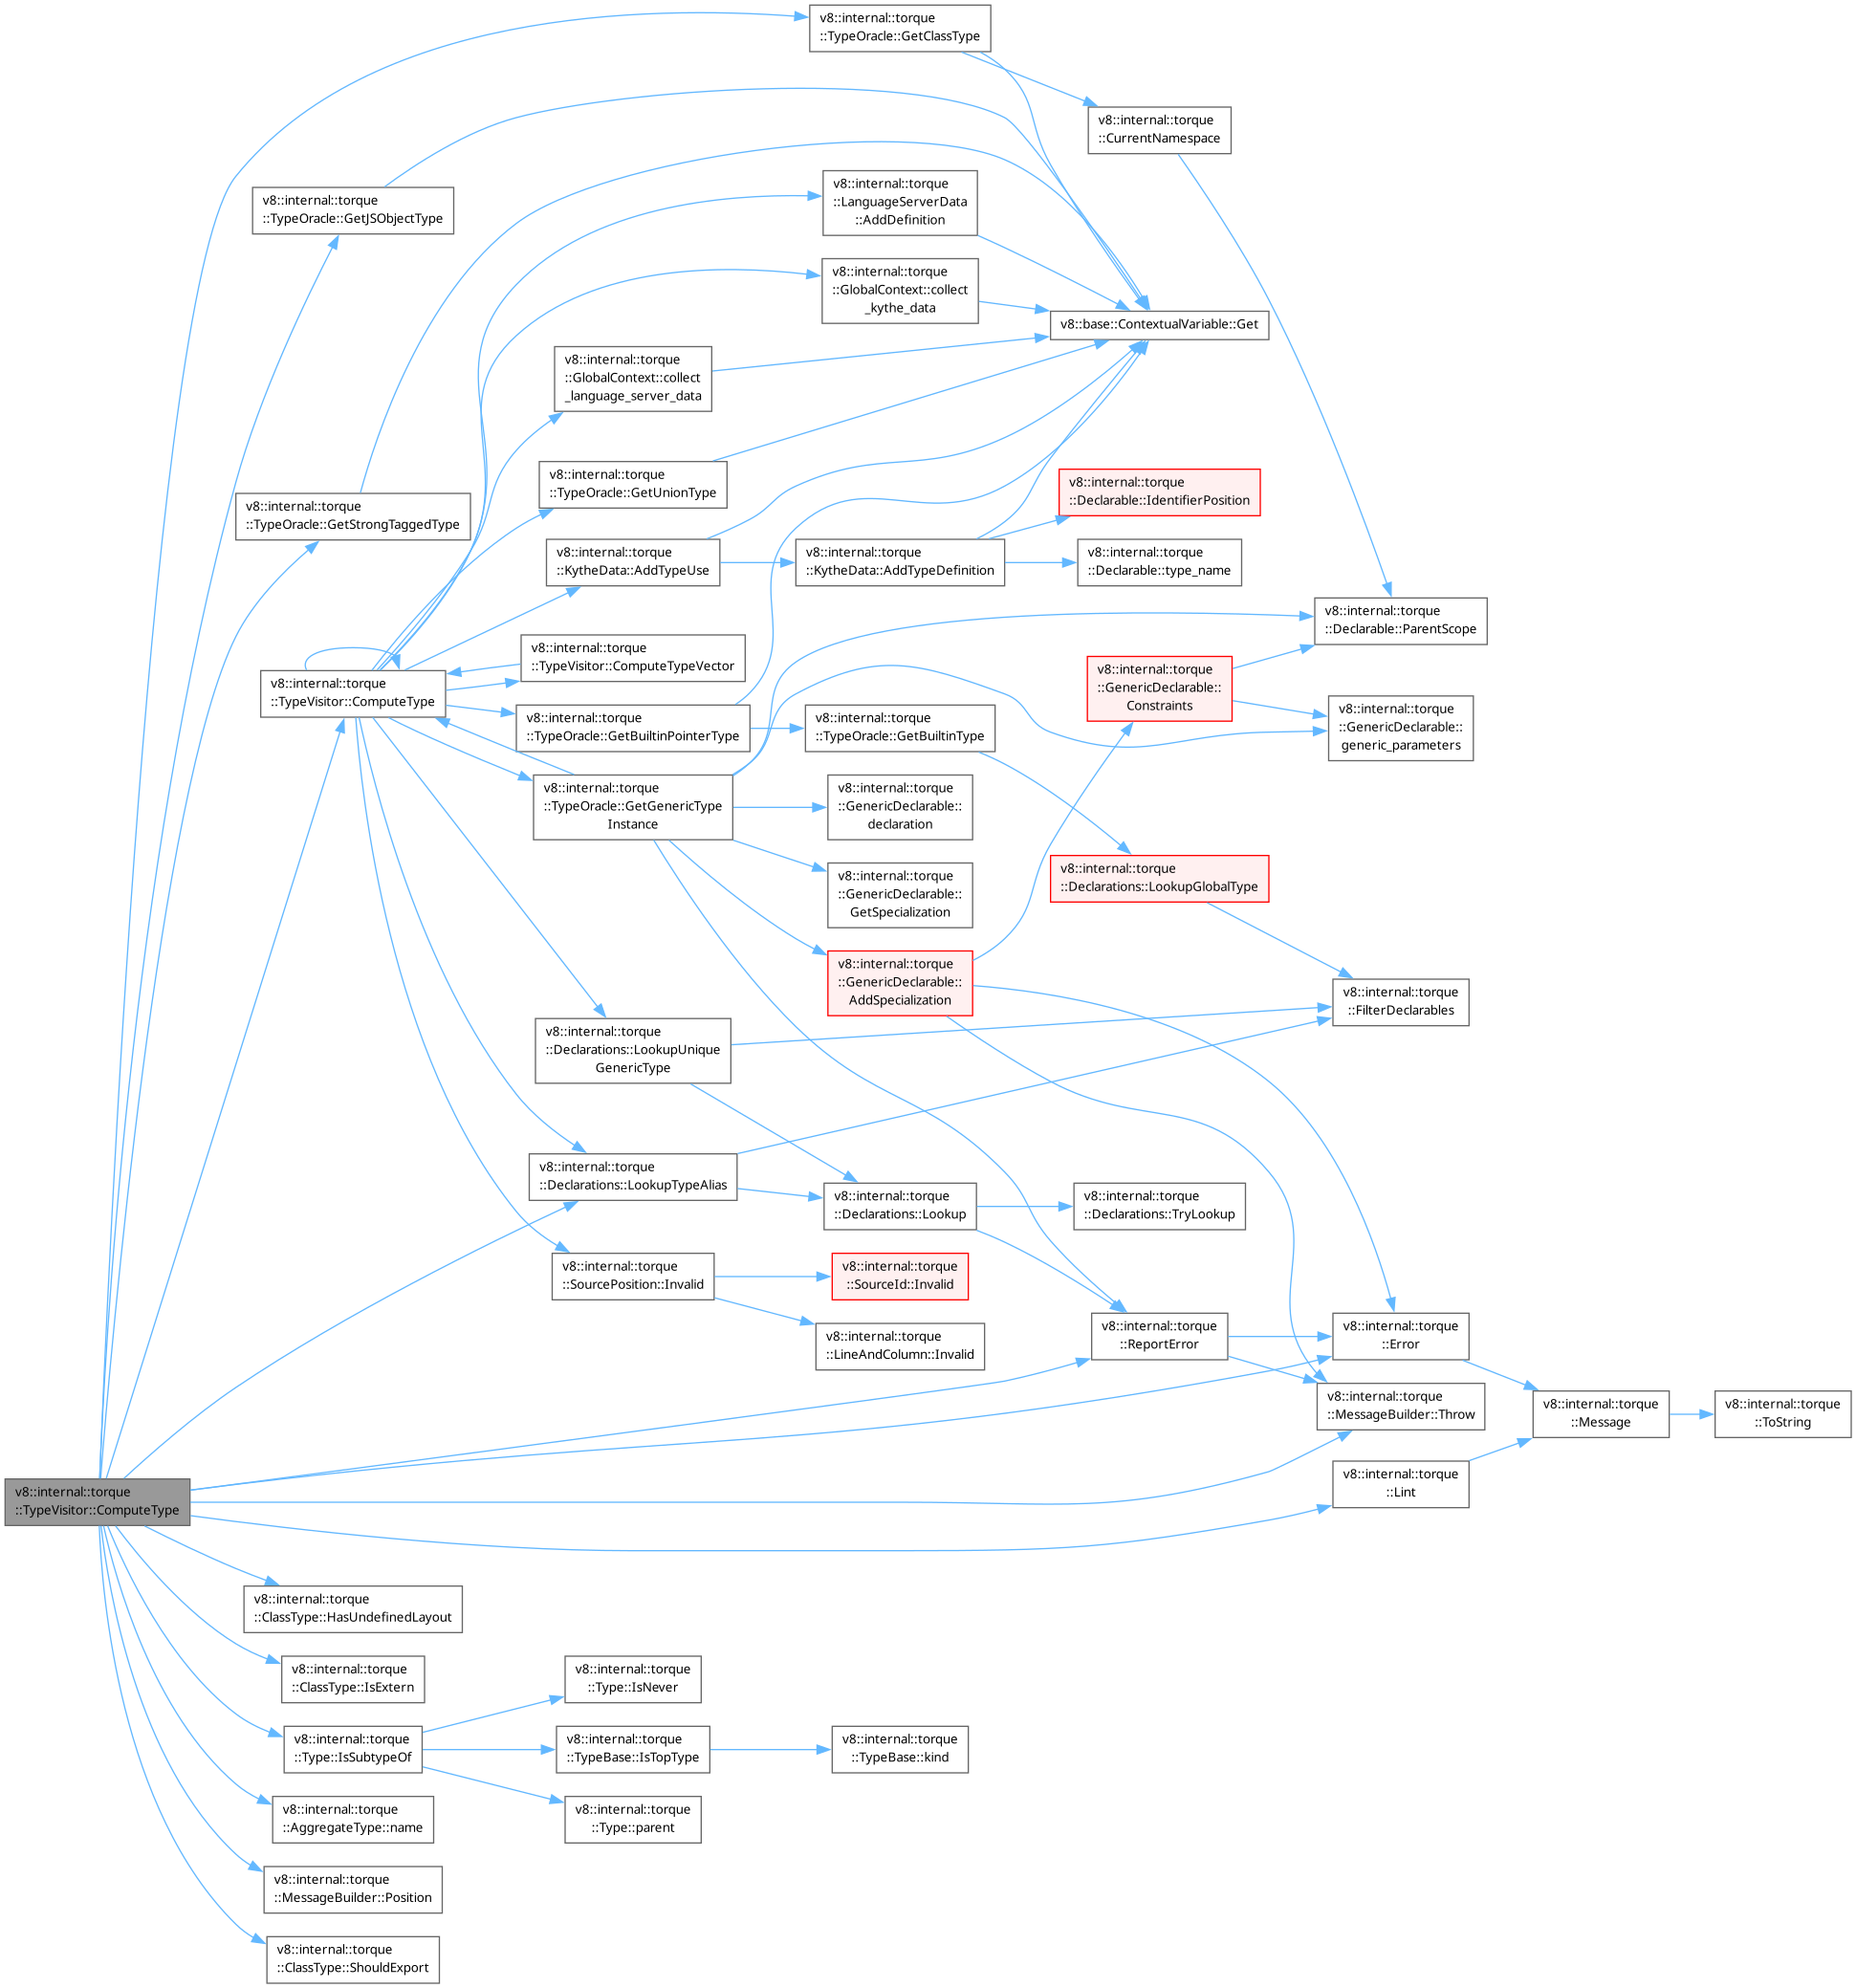 v8::internal::torque
::TypeOracle::GetClassType
v8::internal::torque
::CurrentNamespace
v8::internal::torque
::TypeOracle::GetJSObjectType
v8::internal::torque
::LanguageServerData
::AddDefinition
v8::internal::torque
::GlobalContext::collect
_kythe_data
v8::base::ContextualVariable::Get
v8::internal::torque
::GlobalContext::collect
_language_server_data
v8::internal::torque
::TypeOracle::GetUnionType
v8::internal::torque
::Declarable::IdentifierPosition
v8::internal::torque
::TypeOracle::GetStrongTaggedType
v8::internal::torque
::KytheData::AddTypeUse
v8::internal::torque
::KytheData::AddTypeDefinition
v8::internal::torque
::Declarable::type_name
v8::internal::torque
::Declarable::ParentScope
v8::internal::torque
::TypeVisitor::ComputeTypeVector
v8::internal::torque
::TypeVisitor::ComputeType
v8::internal::torque
::GenericDeclarable::
Constraints
v8::internal::torque
::GenericDeclarable::
generic_parameters
v8::internal::torque
::TypeOracle::GetBuiltinPointerType
v8::internal::torque
::TypeOracle::GetBuiltinType
v8::internal::torque
::TypeOracle::GetGenericType
Instance
v8::internal::torque
::GenericDeclarable::
declaration
v8::internal::torque
::Declarations::LookupGlobalType
v8::internal::torque
::GenericDeclarable::
GetSpecialization
v8::internal::torque
::GenericDeclarable::
AddSpecialization
v8::internal::torque
::FilterDeclarables
v8::internal::torque
::Declarations::LookupUnique
GenericType
v8::internal::torque
::Declarations::LookupTypeAlias
v8::internal::torque
::Declarations::Lookup
v8::internal::torque
::Declarations::TryLookup
v8::internal::torque
::SourcePosition::Invalid
v8::internal::torque
::SourceId::Invalid
v8::internal::torque
::LineAndColumn::Invalid
v8::internal::torque
::ReportError
v8::internal::torque
::Error
v8::internal::torque
::MessageBuilder::Throw
v8::internal::torque
::Message
v8::internal::torque
::ToString
v8::internal::torque
::Lint
v8::internal::torque
::TypeVisitor::ComputeType
v8::internal::torque
::ClassType::HasUndefinedLayout
v8::internal::torque
::ClassType::IsExtern
v8::internal::torque
::Type::IsNever
v8::internal::torque
::Type::IsSubtypeOf
v8::internal::torque
::TypeBase::IsTopType
v8::internal::torque
::TypeBase::kind
v8::internal::torque
::Type::parent
v8::internal::torque
::AggregateType::name
v8::internal::torque
::MessageBuilder::Position
v8::internal::torque
::ClassType::ShouldExport